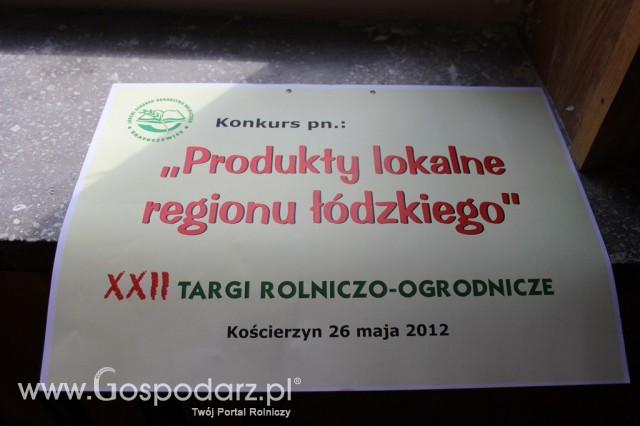 Konkurs pn.:
„Produkty lokalne
regionu łódzkiego"
XXII TARGI ROLNICZO-OGRODNICZE
Kościerzyn 26 maja 2012
www.Gospodarz.pl®
Twój Portal Rolniczy